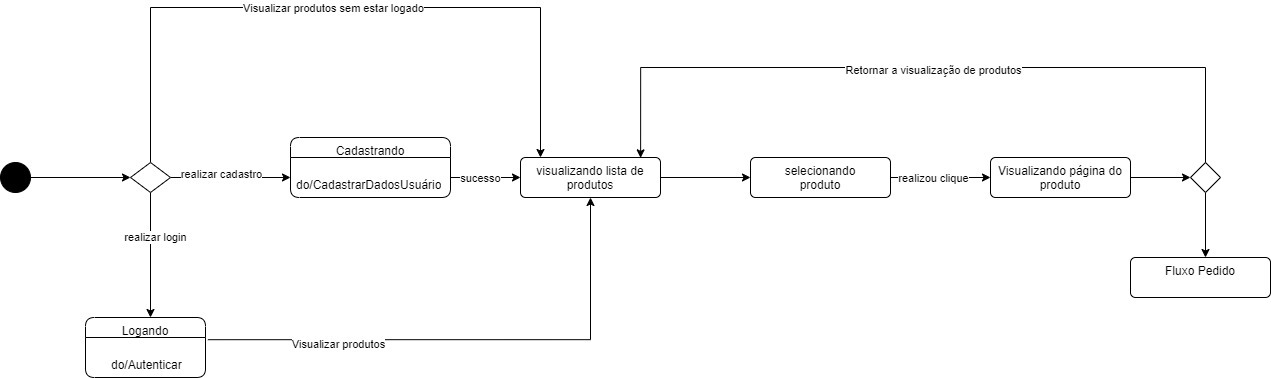 Visualizar produtos sem estar logado
Retornar a visualização de produtos
Cadastrando
do/CadastrarDadosUsuário
realizar cadastro
sucesso
visualizando lista de
produtos
selecionando
produto
realizou clique
Visualizando página do
produto
realizar login
Fluxo Pedido
Logando
do/Autenticar
Visualizar produtos